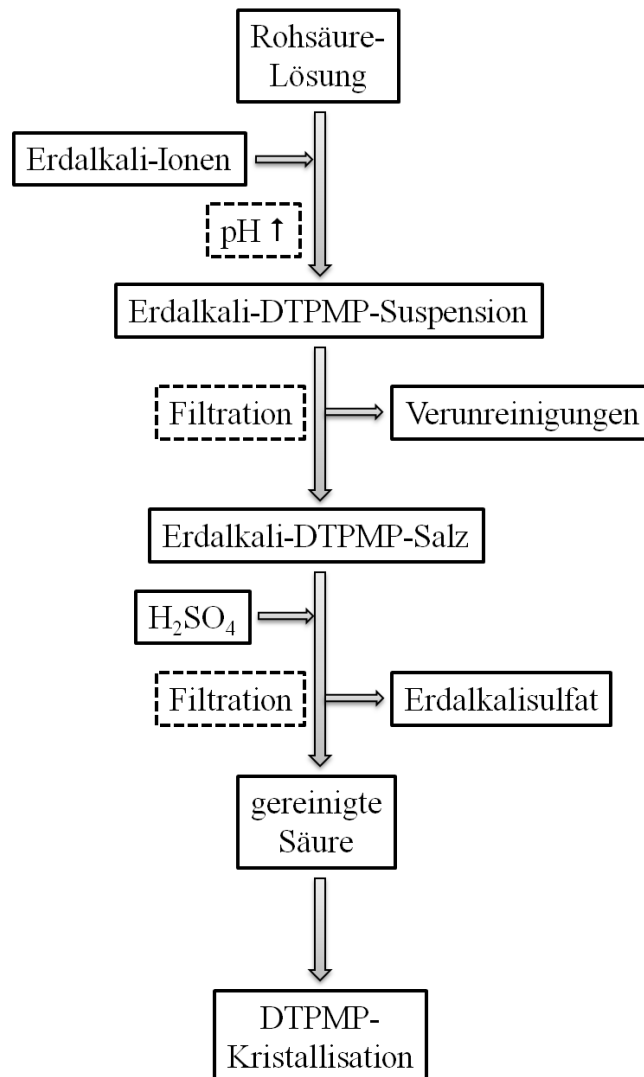 Rohsäure-
Lösung
Erdalkali-Ionen
pH ↑
Erdalkali-DTPMP-Suspension
Filtration
Verunreinigungen
Erdalkali-DTPMP-Salz
H₂SO₄
Filtration
Erdalkalisulfat
gereinigte
Säure
DTPMP-
Kristallisation